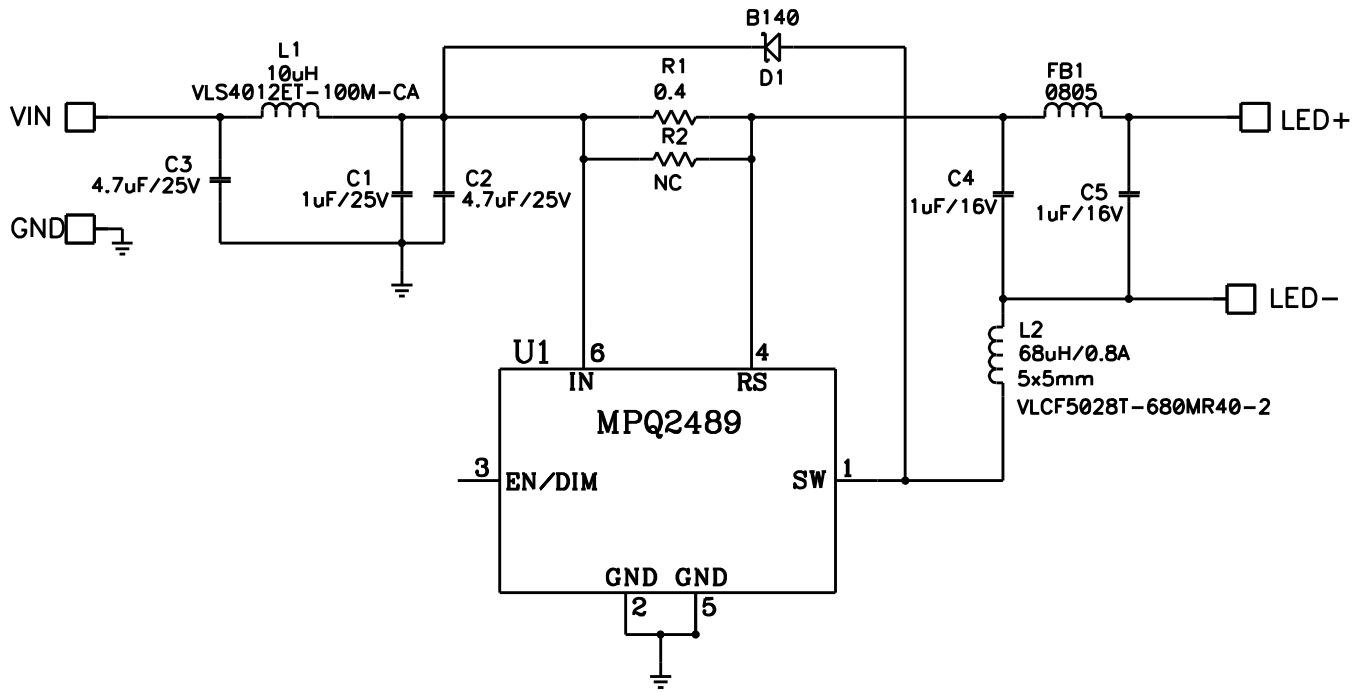 B140
D1
L1
10uH
VLS4012ET-100M-CA
R1
0.4
FB1
0805
VIN
LED+
R2
NC
C3
4.7uF/25V
C1
1uF/25V
C2
4.7uF/25V
C4
1uF/16V
C5
1uF/16V
GND
LED-
L2
68uH/0.8A
5x5mm
VLCF5028T-680MR40-2
U1
6
4
IN
RS
MPQ2489
3
EN/DIM
SW
1
GND GND
2
5